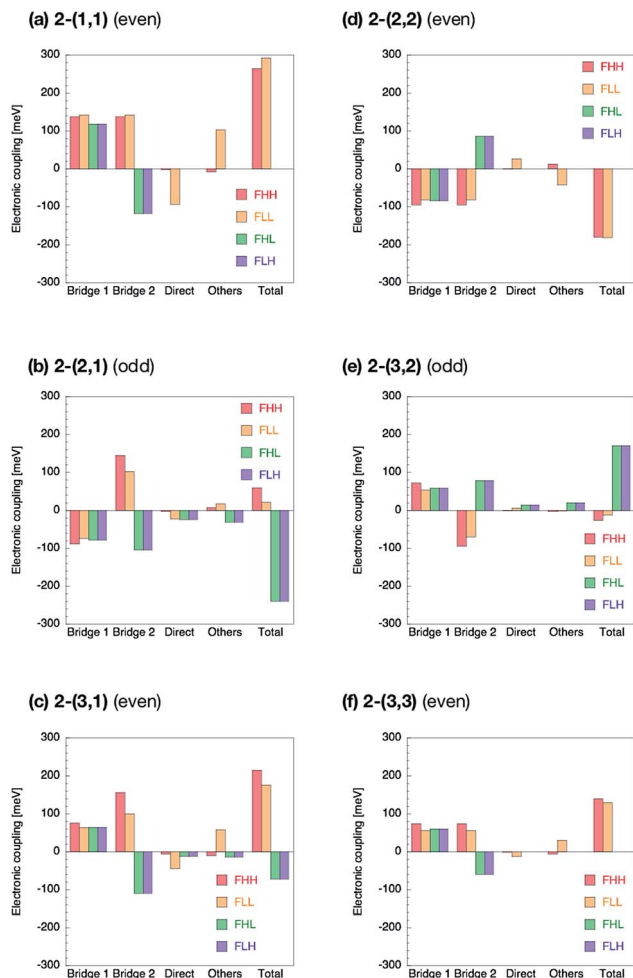 (a) 2-(1,1) (even)
Electronic coupling [meV]
300
200
100
0
-100
-200
-300
FHH
FLL
FHL
FLH
Bridge 1 Bridge 2 Direct Others Total
(b) 2-(2,1) (odd)
Electronic coupling [meV]
300
200
100
0
-100
-200
-300
FHH
FLL
FHL
FLH
Bridge 1 Bridge 2 Direct Others Total
(c) 2-(3,1) (even)
Electronic coupling [meV]
300
200
100
0
-100
-200
-300
FHH
FLL
FHL
FLH
Bridge 1 Bridge 2 Direct Others Total
(d) 2-(2,2) (even)
Electronic coupling [meV]
300
200
100
0
-100
-200
-300
FHH
FLL
FHL
FLH
Bridge 1 Bridge 2 Direct Others Total
(e) 2-(3,2) (odd)
Electronic coupling [meV]
300
200
100
0
-100
-200
-300
FHH
FLL
FHL
FLH
Bridge 1 Bridge 2 Direct Others Total
(f) 2-(3,3) (even)
Electronic coupling [meV]
300
200
100
0
-100
-200
-300
FHH
FLL
FHL
FLH
Bridge 1 Bridge 2 Direct Others Total